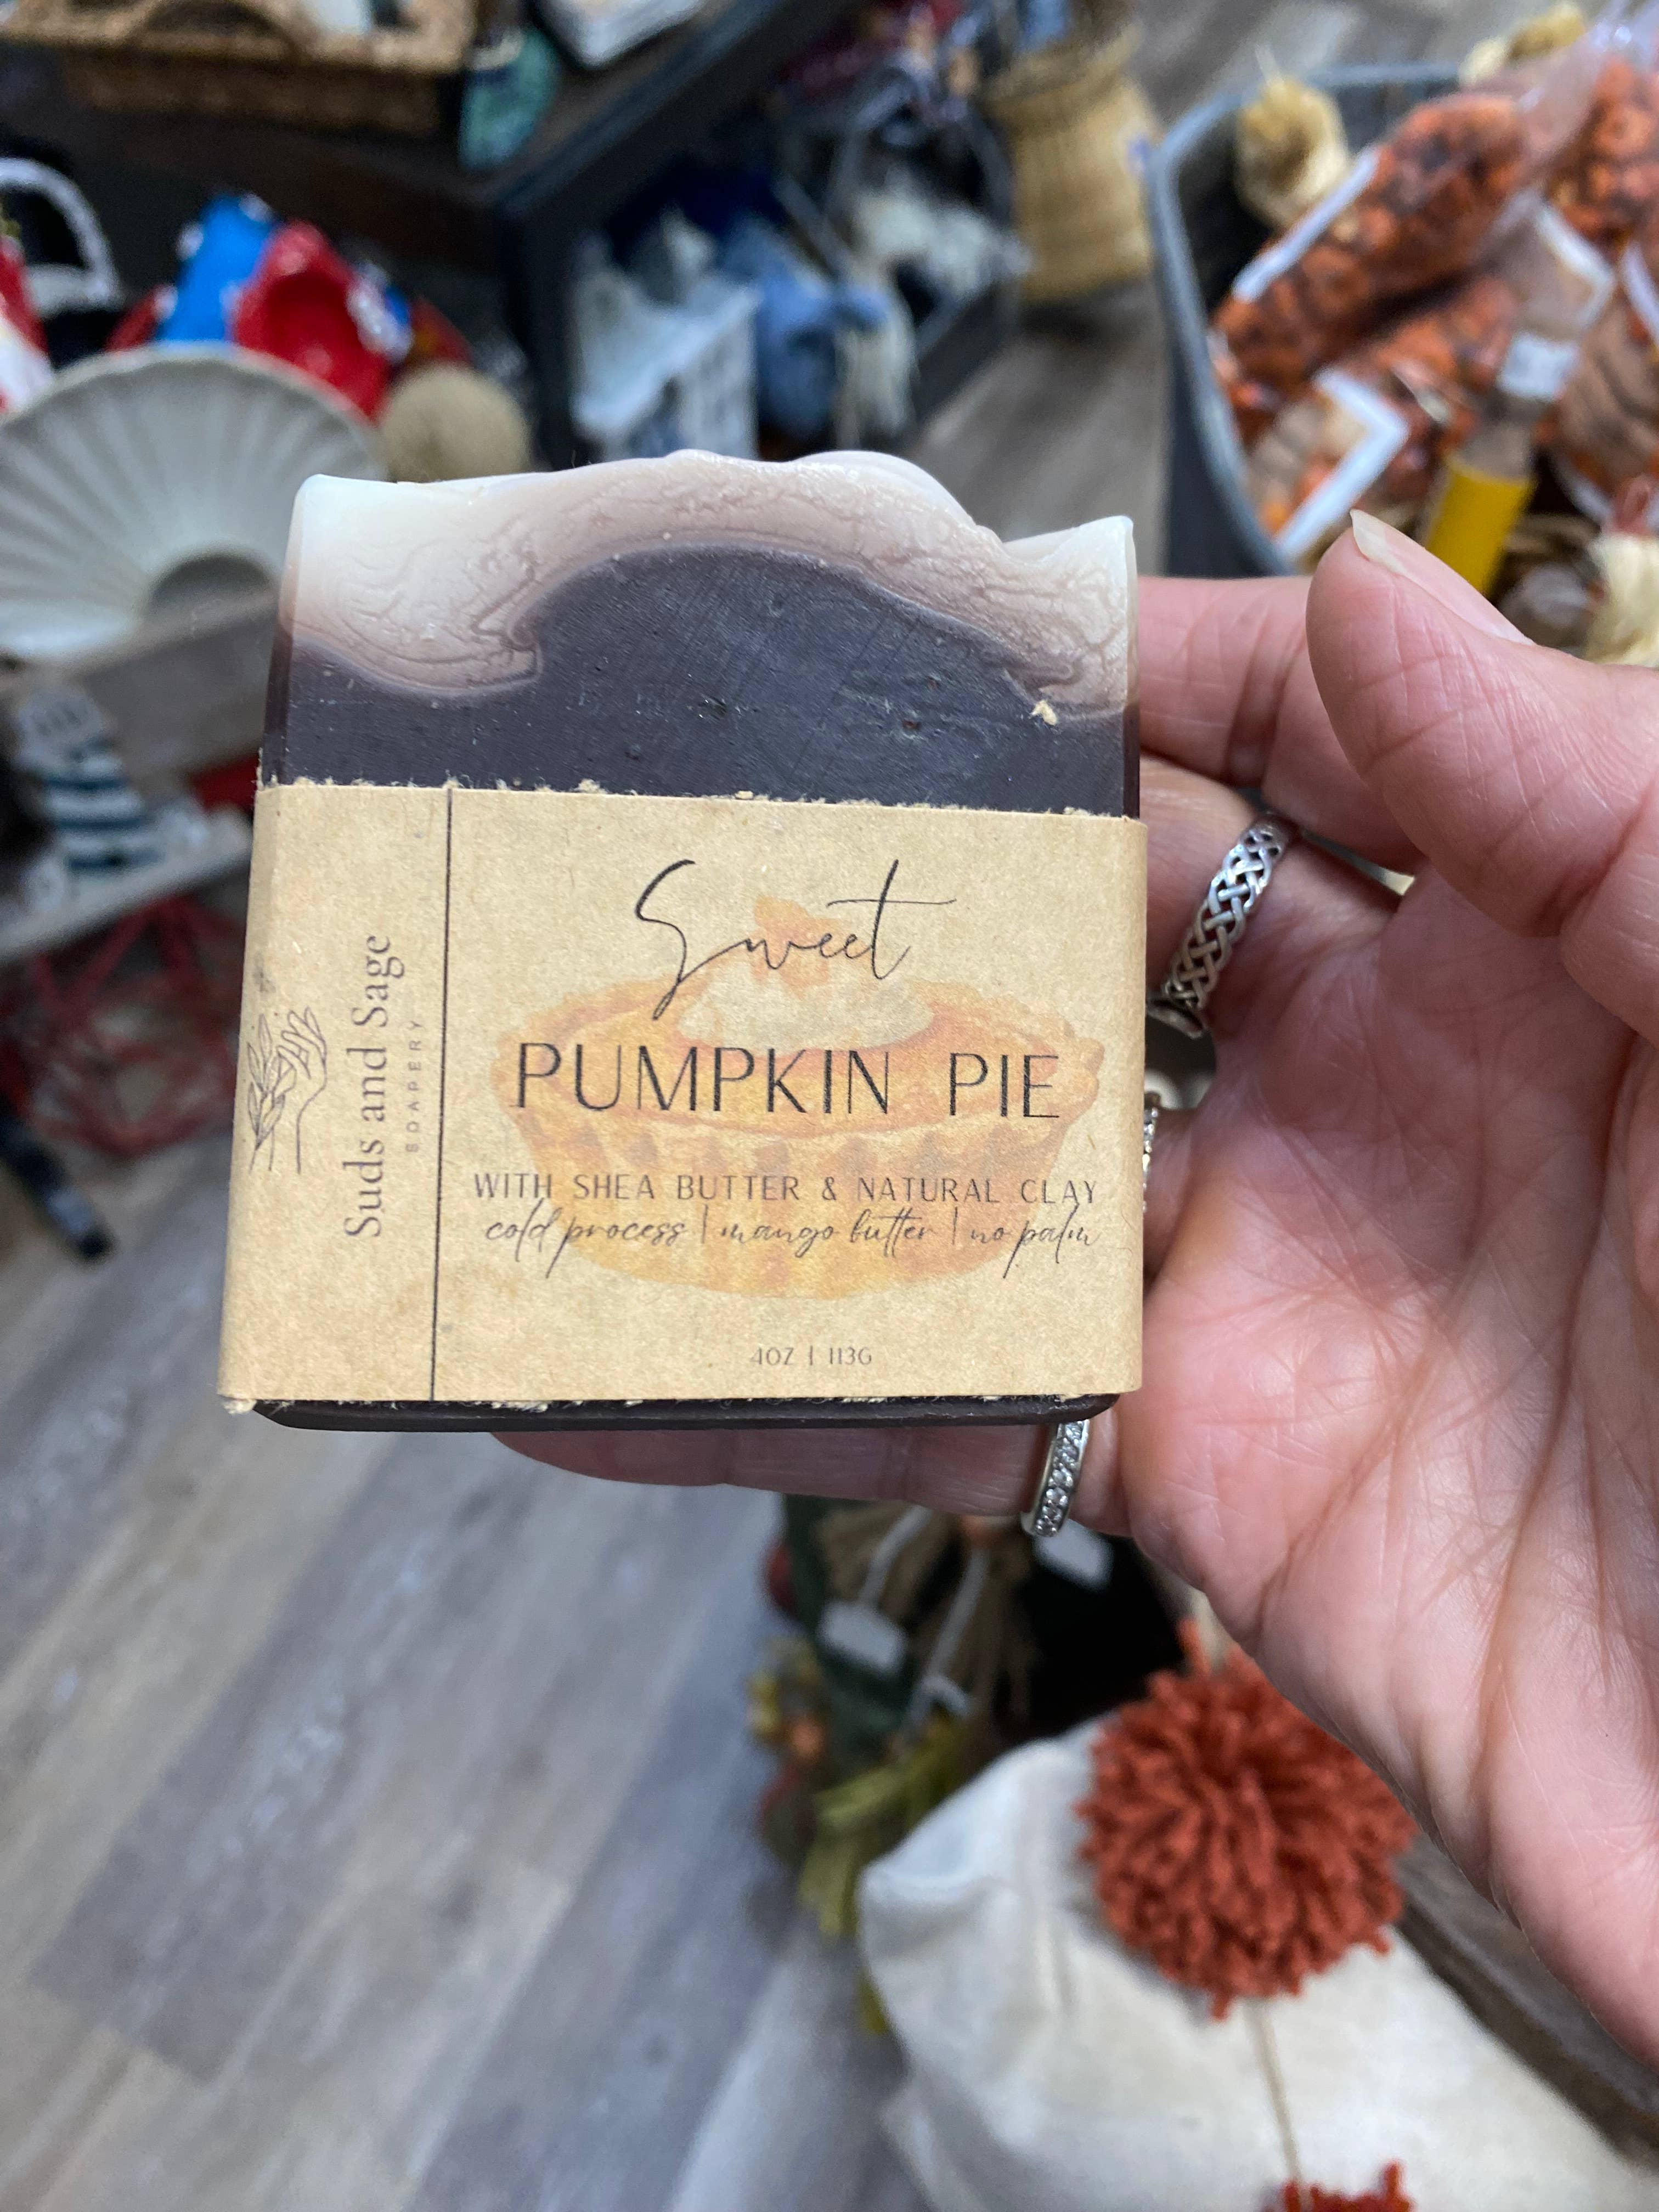 Suds and Sage
SOAPERY
Sweet
PUMPKIN PIE
WITH SHEA BUTTER & NATURAL CLAY
cold process | mango butter | no palm
4OZ | 113G